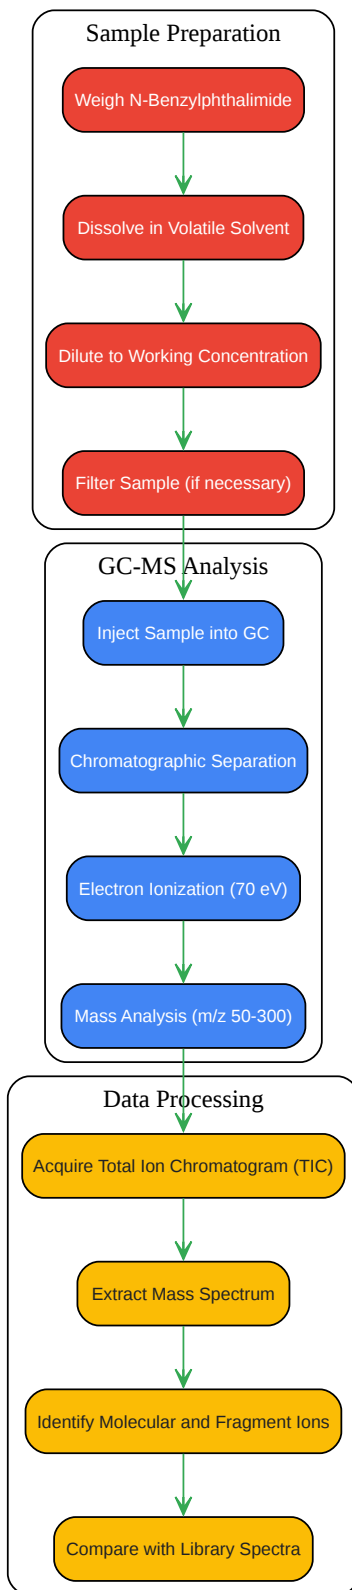 Sample Preparation
Weigh N-Benzylphthalimide
Dissolve in Volatile Solvent
Dilute to Working Concentration
Filter Sample (if necessary)
GC-MS Analysis
Inject Sample into GC
Chromatographic Separation
Electron Ionization (70 eV)
Mass Analysis (m/z 50-300)
Data Processing
Acquire Total Ion Chromatogram (TIC)
Extract Mass Spectrum
Identify Molecular and Fragment Ions
Compare with Library Spectra